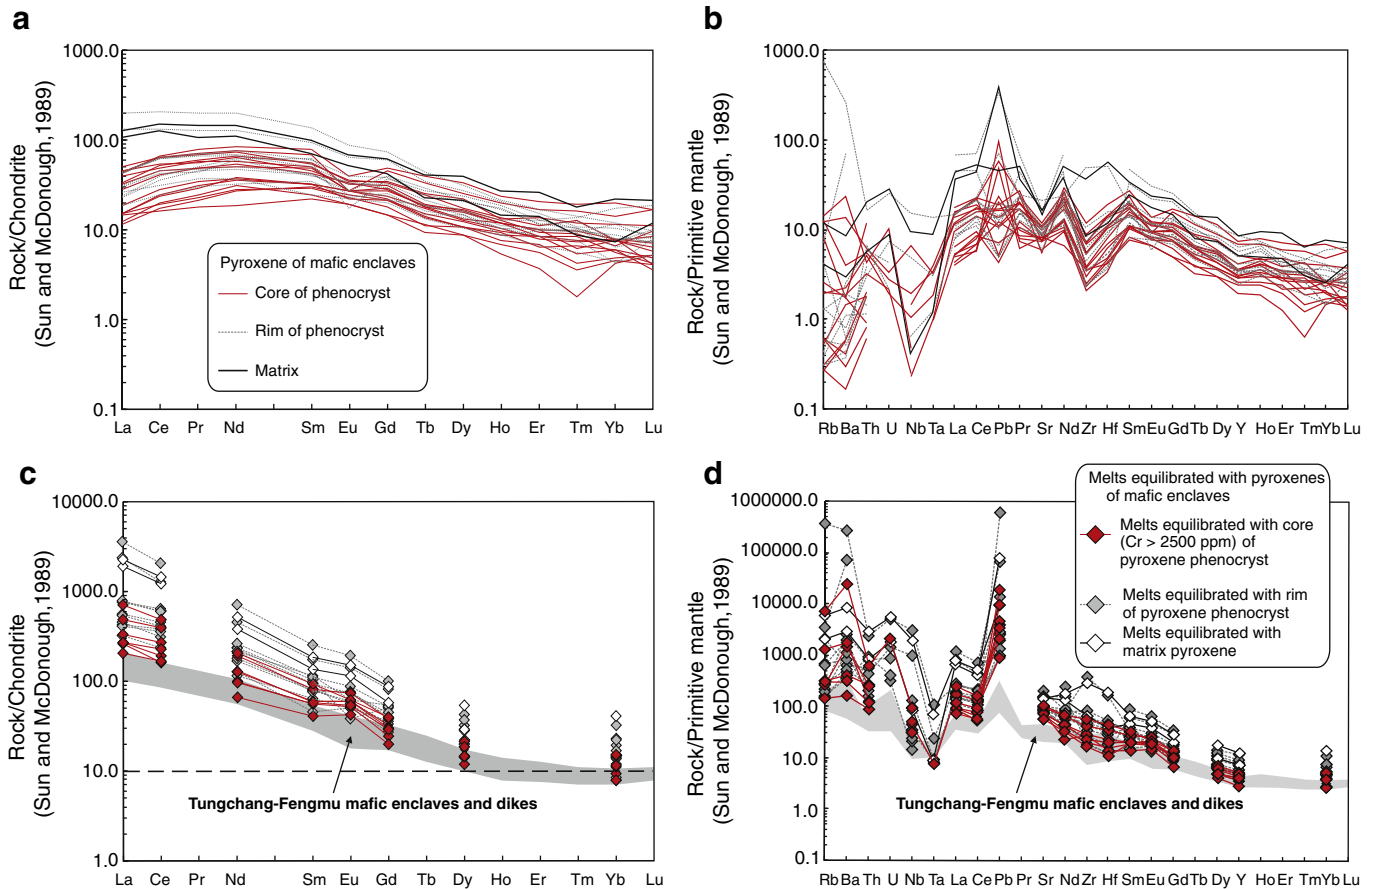 a
Rock/Chondrite
(Sun and McDonough,1989)
1000.0
100.0
10.0
1.0
0.1
Pyroxene of mafic enclaves
Core of phenocryst
Rim of phenocryst
Matrix
La Ce Pr Nd Sm Eu Gd Tb Dy Ho Er Tm Yb Lu
b
Rock/Primitive mantle
(Sun and McDonough, 1989)
1000.0
100.0
10.0
1.0
0.1
Rb Ba Th U Nb Ta La Ce Pb Pr Sr Nd Zr Hf Sm Eu Gd Tb Dy Y Ho Er Tm Yb Lu
c
Rock/Chondrite
(Sun and McDonough,1989)
10000.0
1000.0
100.0
10.0
1.0
Tungchang-Fengmu mafic enclaves and dikes
La Ce Pr Nd Sm Eu Gd Tb Dy Ho Er Tm Yb Lu
d
Rock/Primitive mantle
(Sun and McDonough, 1989)
1000000.0
100000.0
10000.0
1000.0
100.0
10.0
1.0
0.1
Melts equilibrated with pyroxenes
of mafic enclaves
Melts equilibrated with core
(Cr > 2500 ppm) of
pyroxene phenocryst
Melts equilibrated with rim
of pyroxene phenocryst
Melts equilibrated with
matrix pyroxene
Tungchang-Fengmu mafic enclaves and dikes
Rb Ba Th U Nb Ta La Ce Pb Pr Sr Nd Zr Hf Sm Eu Gd Tb Dy Y Ho Er Tm Yb Lu